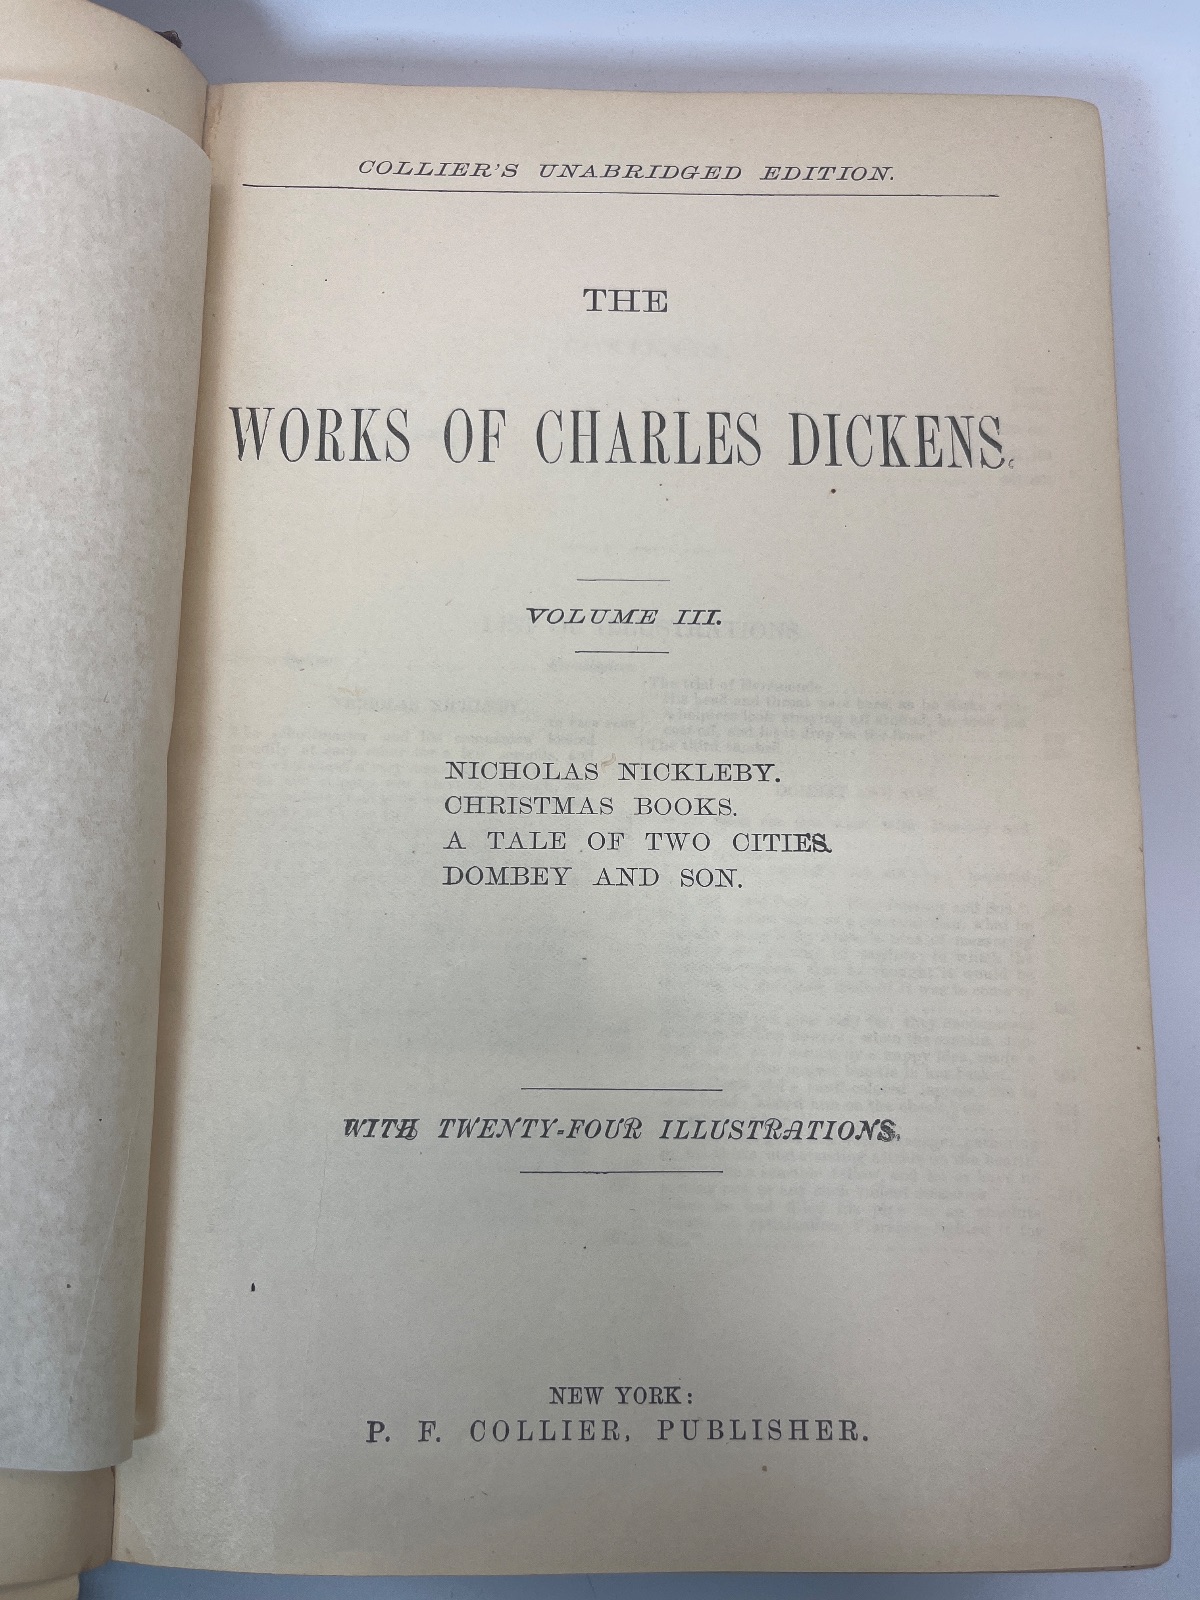 COLLIER'S UNABRIDGED EDITION.
THE
WORKS OF CHARLES DICKENS.
VOLUME III.
NICHOLAS NICKLEBY.
CHRISTMAS BOOKS.
A TALE OF TWO CITIES.
DOMBEY AND SON.
WITH TWENTY-FOUR ILLUSTRATIONS.
NEW YORK:
P. F. COLLIER, PUBLISHER.